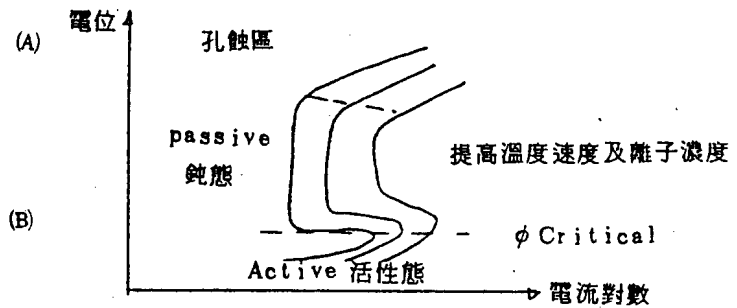 電位
(A)
孔蝕區
passive
鈍態
提高溫度速度及離子濃度
(B)
φ Critical
Active 活性態
電流對數